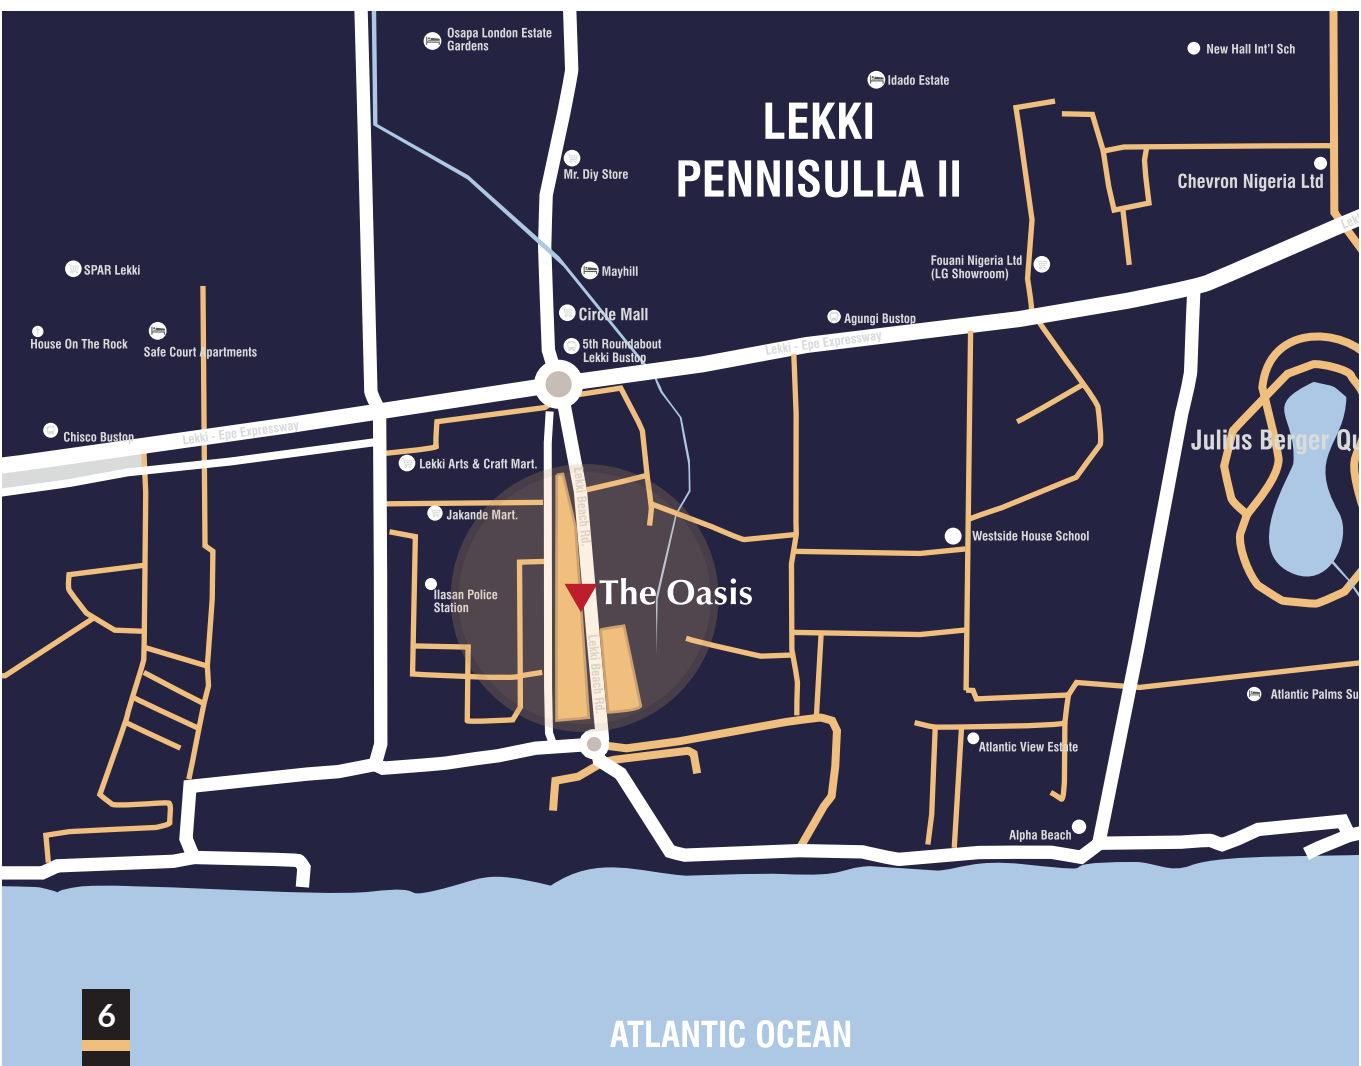 Osapa London Estate
Gardens
New Hall Int'l Sch
Idado Estate
LEKKI
PENNISULLA II
Mr. Diy Store
Chevron Nigeria Ltd
Lek
SPAR Lekki
Mayhill
Fouani Nigeria Ltd
(LG Showroom)
Circle Mall
Agungi Bustop
House On The Rock
Safe Court Apartments
5th Roundabout
Lekki Bustop
Lekki - Epe Expressway
Chisco Bustop
Lekki - Epe Expressway
Julius Berger Qu
Lekki Arts & Craft Mart.
Lekki Beach Rd.
Jakande Mart.
Westside House School
Ilasan Police
Station
The Oasis
Lekki Beach Rd.
Atlantic Palms Su
Atlantic View Estate
Alpha Beach
6
ATLANTIC OCEAN